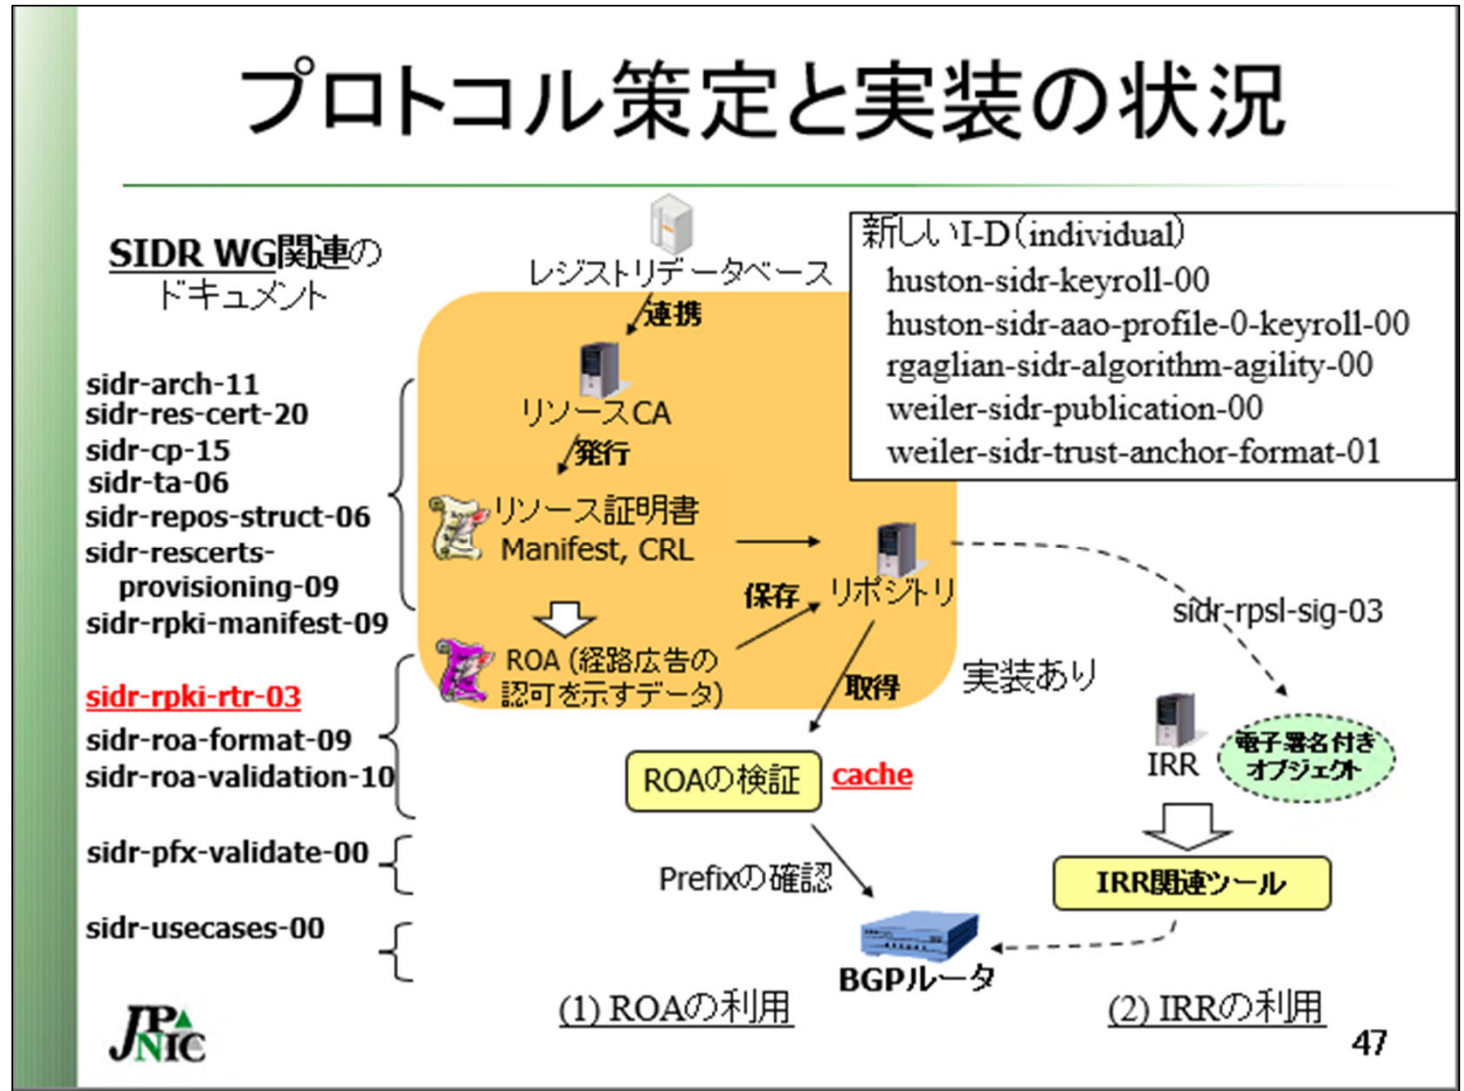 プロトコル策定と実装の状況
SIDR WG関連の
ドキュメント
sidr-arch-11
sidr-res-cert-20
sidr-cp-15
sidr-ta-06
sidr-repos-struct-06
sidr-rescerts-
provisioning-09
sidr-rpki-manifest-09
sidr-rpki-rtr-03
sidr-roa-format-09
sidr-roa-validation-10
sidr-pfx-validate-00
sidr-usecases-00
レジストリデータベース
連携
リソースCA
発行
リソース証明書
Manifest, CRL
保存
リポジトリ
ROA (経路広告の
認可を示すデータ)
取得
実装あり
ROAの検証
cache
Prefixの確認
BGPルータ
(1) ROAの利用
新しいI-D(individual)
huston-sidr-keyroll-00
huston-sidr-aao-profile-0-keyroll-00
rgaglian-sidr-algorithm-agility-00
weiler-sidr-publication-00
weiler-sidr-trust-anchor-format-01
sidr-rpsl-sig-03
IRR
電子署名付き
オブジェクト
IRR関連ツール
(2) IRRの利用
JPNIC
47